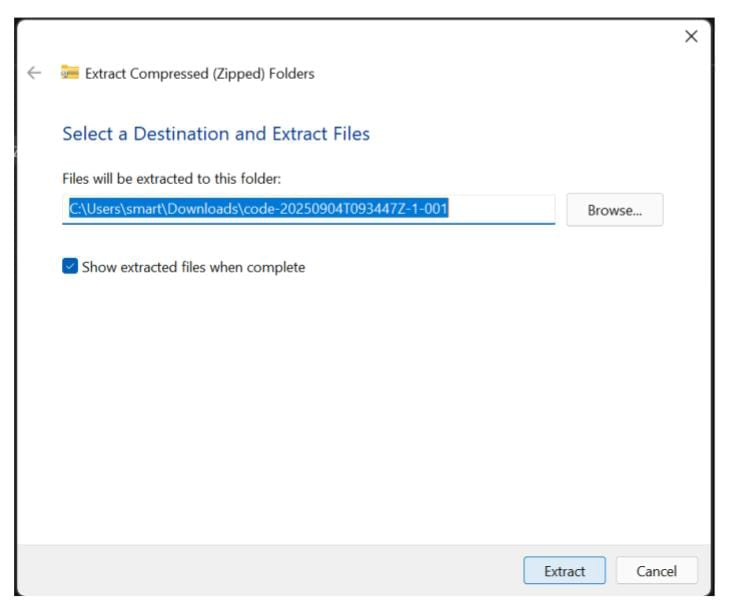 Extract Compressed (Zipped) Folders
Select a Destination and Extract Files
Files will be extracted to this folder:
C:\Users\smart\Downloads\code-20250904T093447Z-1-001
Browse...
Show extracted files when complete
Extract
Cancel